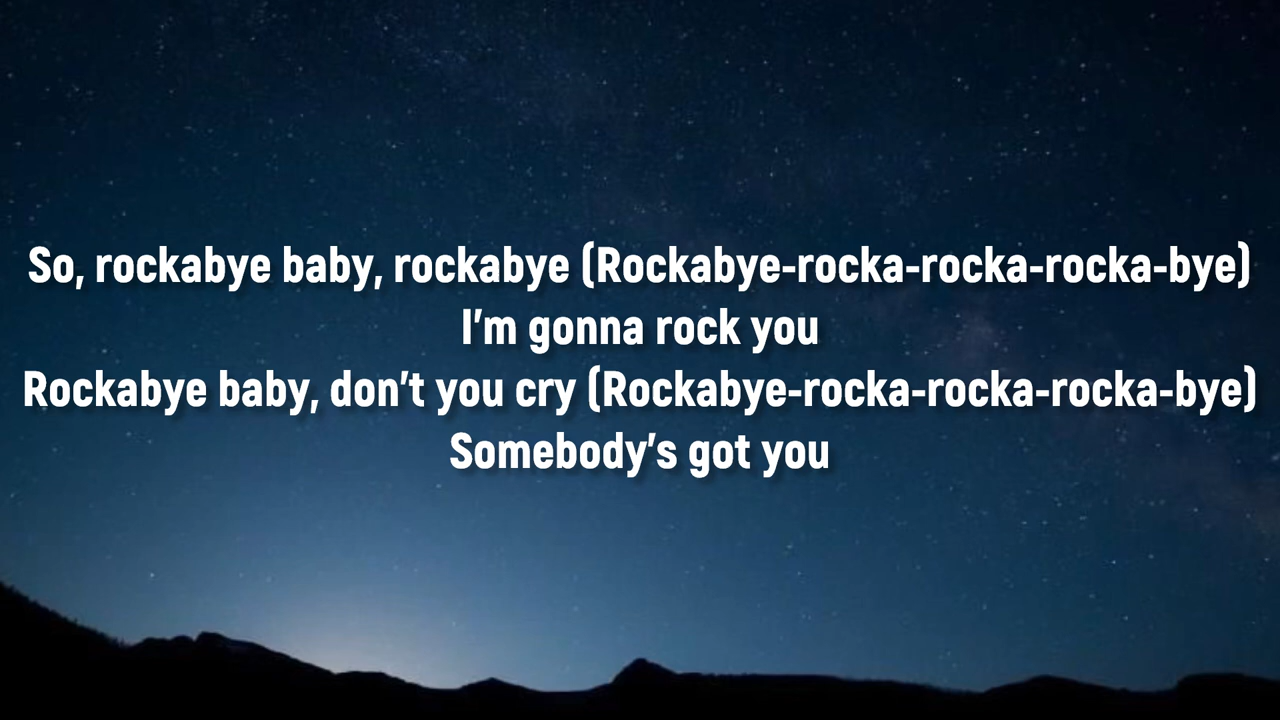 So, rockabye baby, rockabye (Rockabye-rocka-rocka-rocka-bye)
I'm gonna rock you
Rockabye baby, don't you cry (Rockabye-rocka-rocka-rocka-bye)
Somebody's got you